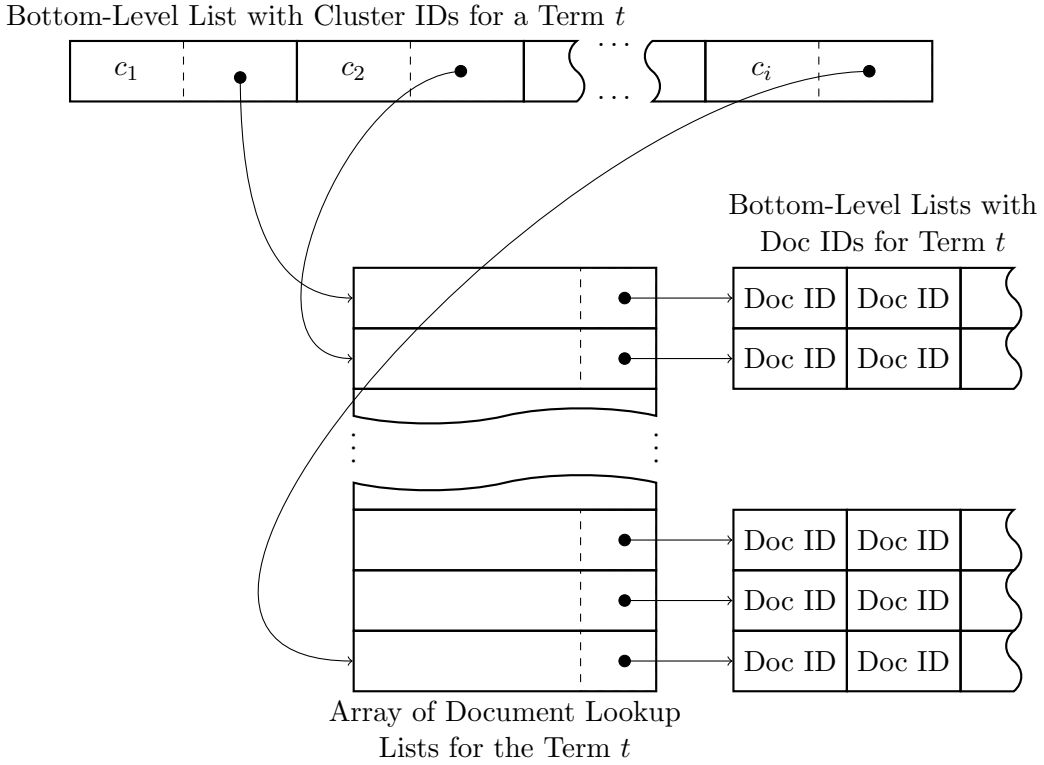 Bottom-Level List with Cluster IDs for a Term t
c₁ c₂ · · · cᵢ
· · ·
Bottom-Level Lists with
Doc IDs for Term t
Doc ID Doc ID
Doc ID Doc ID
Doc ID Doc ID
Doc ID Doc ID
Doc ID Doc ID
Array of Document Lookup
Lists for the Term t